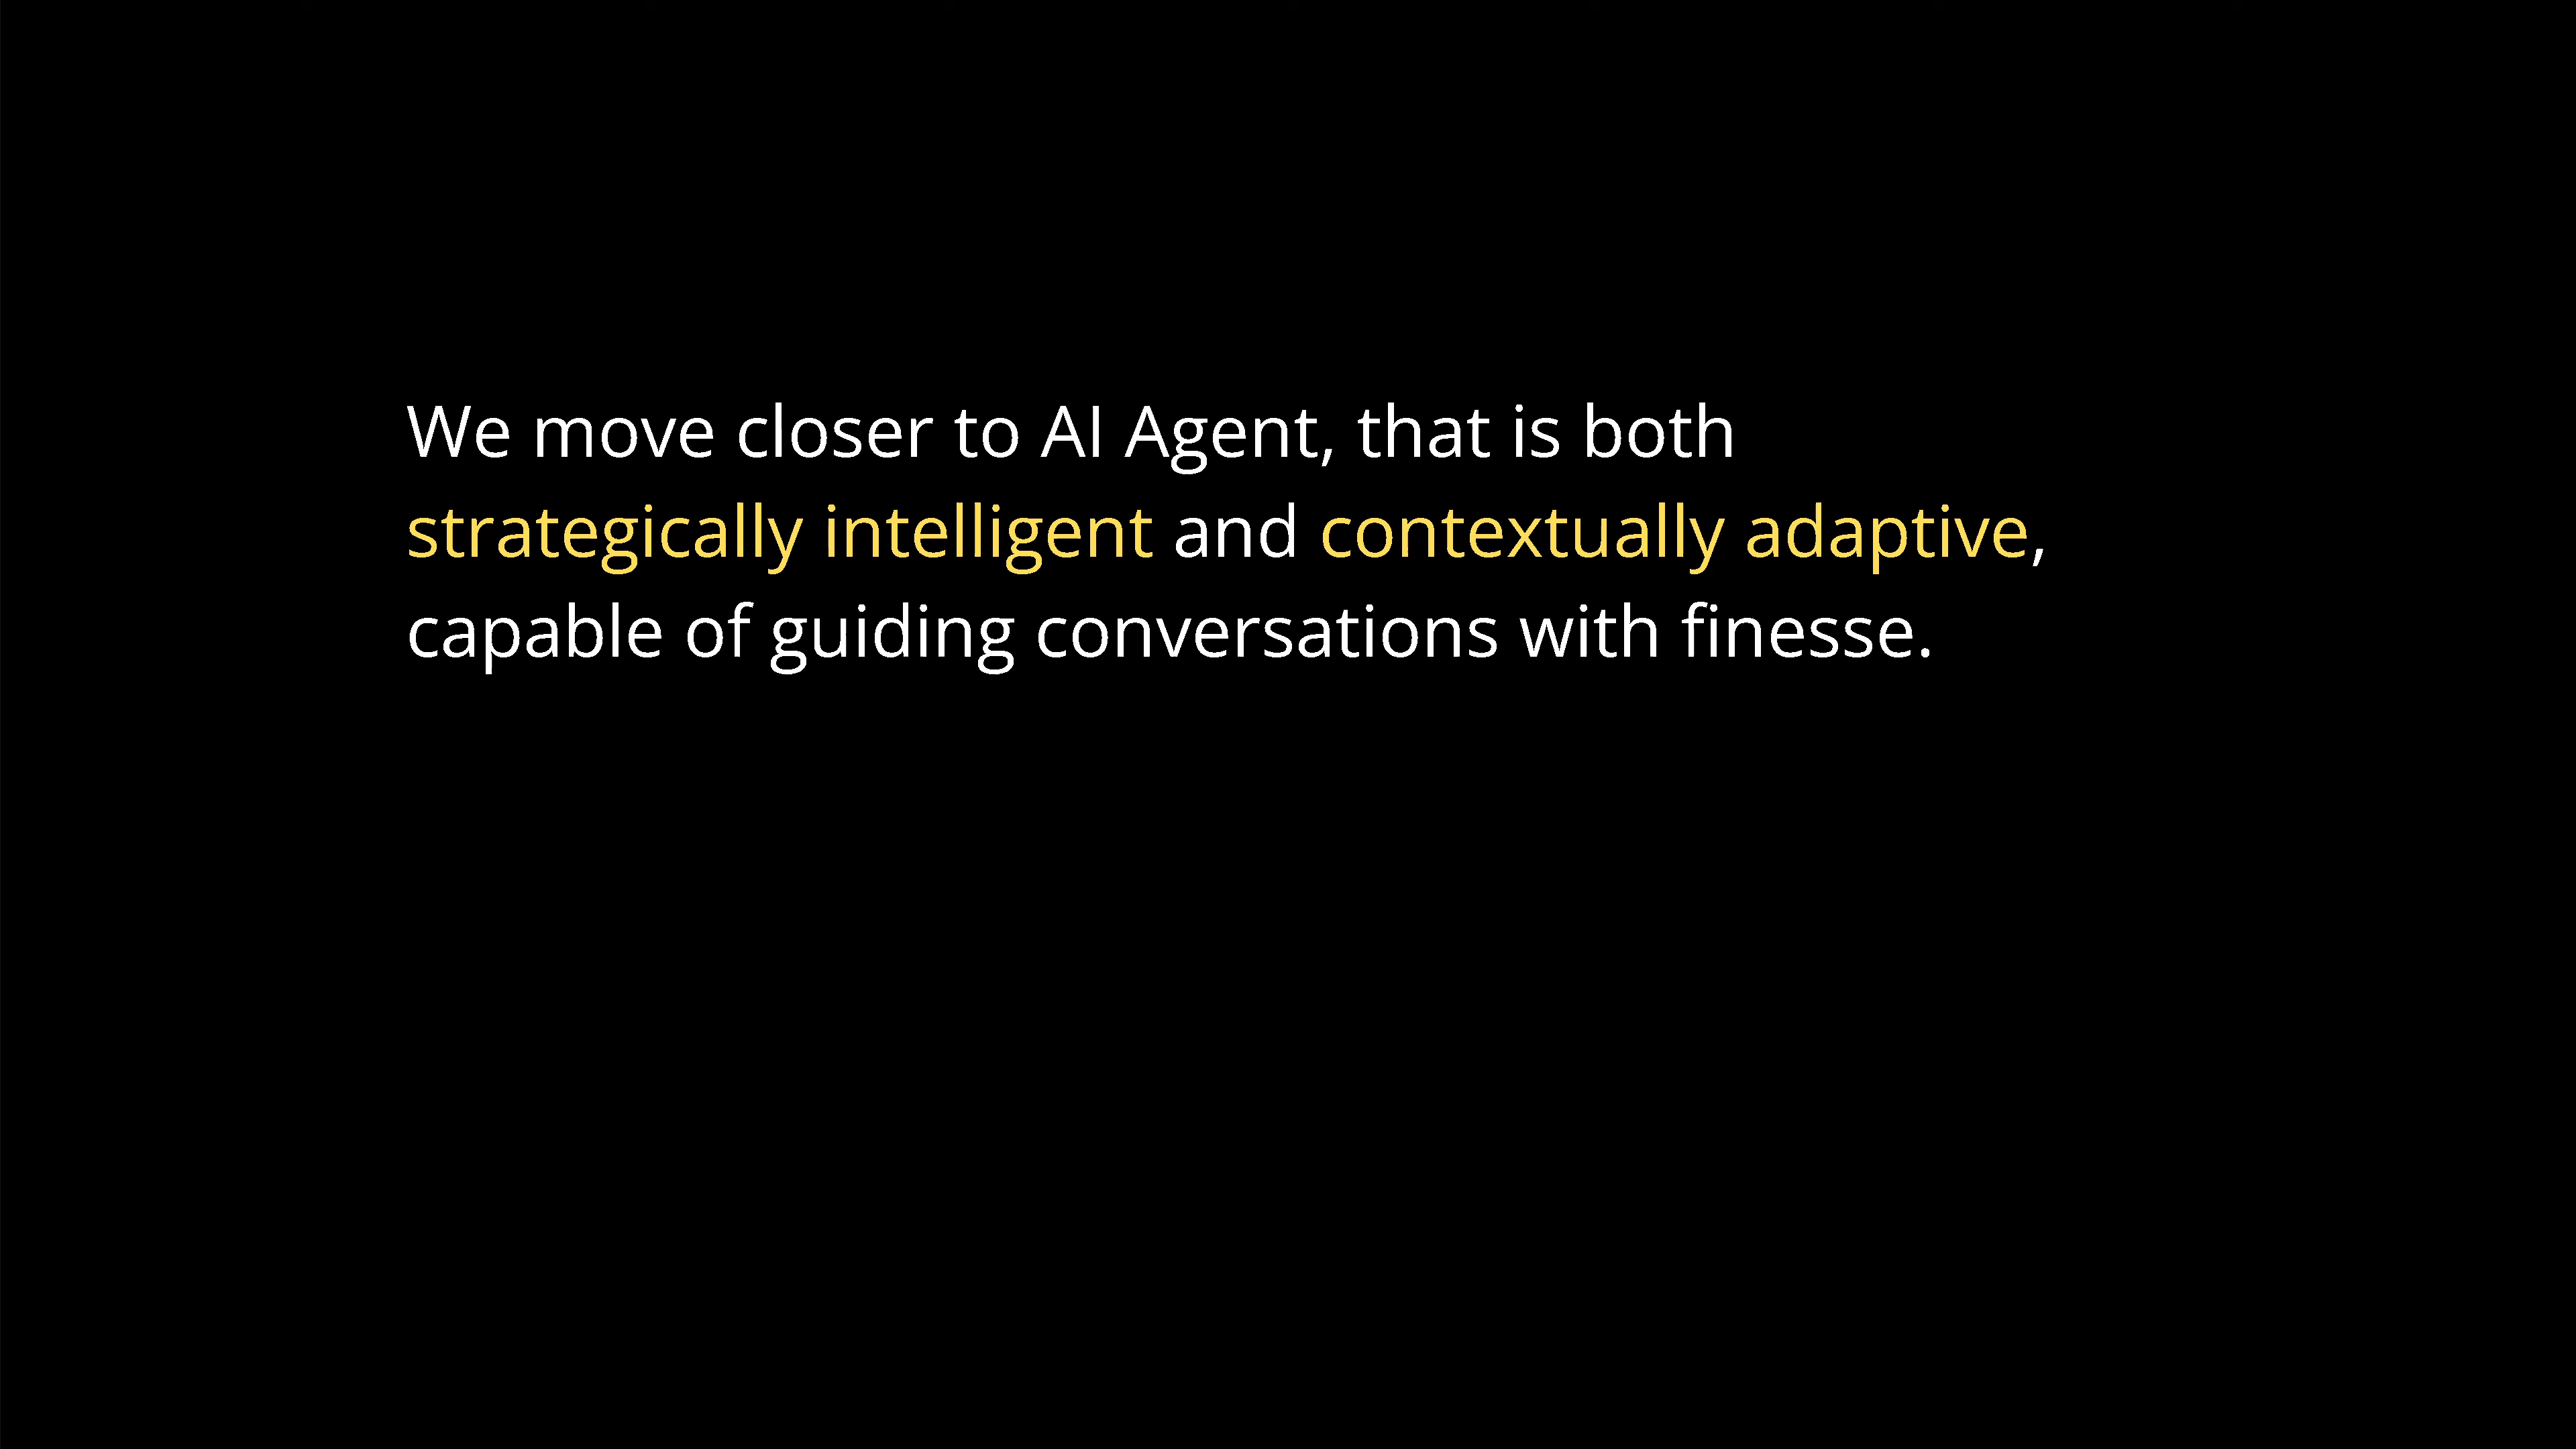 We move closer to AI Agent, that is both
strategically intelligent and contextually adaptive,
capable of guiding conversations with finesse.